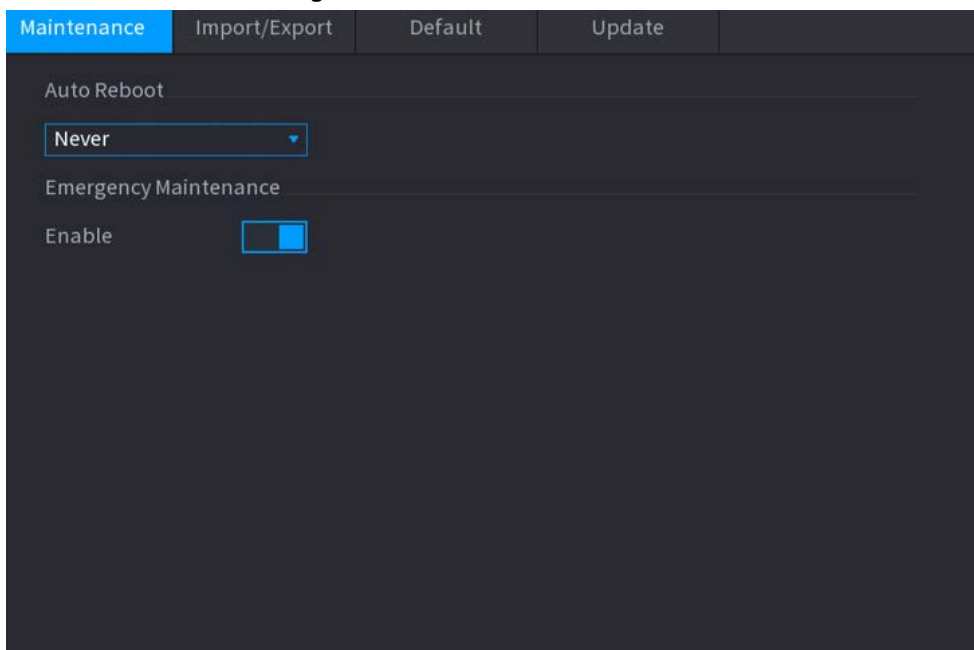 Maintenance Import/Export Default Update
Auto Reboot
Never
Emergency Maintenance
Enable